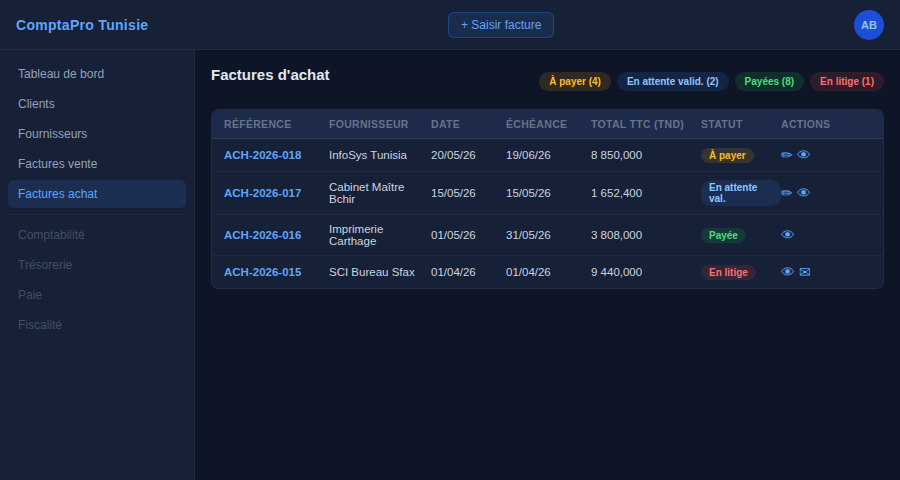 ComptaPro Tunisie
+ Saisir facture
AB
Tableau de bord
Clients
Fournisseurs
Factures vente
Factures achat
Comptabilité
Trésorerie
Paie
Fiscalité
Factures d'achat
À payer (4) En attente valid. (2) Payées (8) En litige (1)
RÉFÉRENCE FOURNISSEUR DATE ÉCHÉANCE TOTAL TTC (TND) STATUT ACTIONS
ACH-2026-018 InfoSys Tunisia 20/05/26 19/06/26 8 850,000 À payer
ACH-2026-017 Cabinet Maître Bchir 15/05/26 15/05/26 1 652,400 En attente val.
ACH-2026-016 Imprimerie Carthage 01/05/26 31/05/26 3 808,000 Payée
ACH-2026-015 SCI Bureau Sfax 01/04/26 01/04/26 9 440,000 En litige